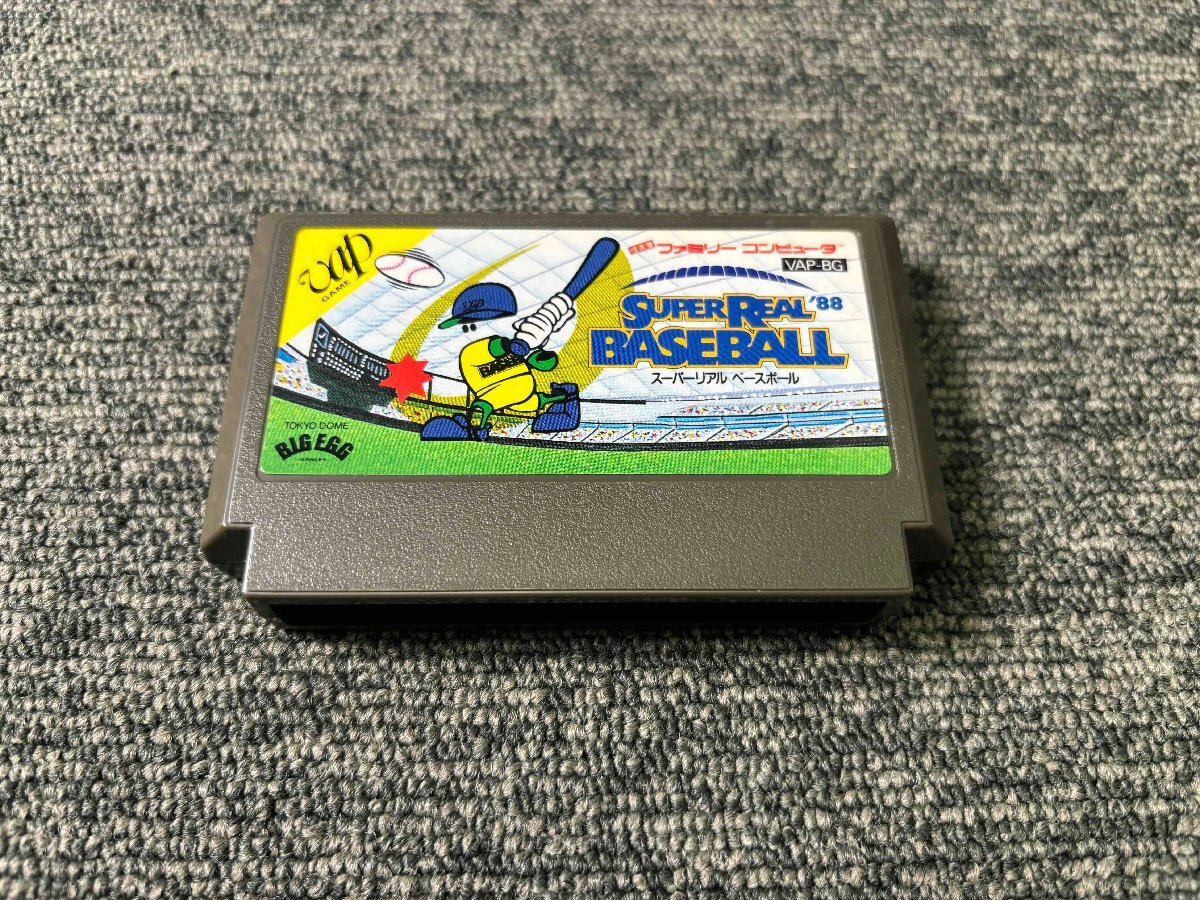 vap
GAME
ファミリー コンピュータ
VAP-BG
vap
SUPER REAL '88
BASEBALL
スーパーリアル ベースボール
TOKYO DOME
BIG EGG